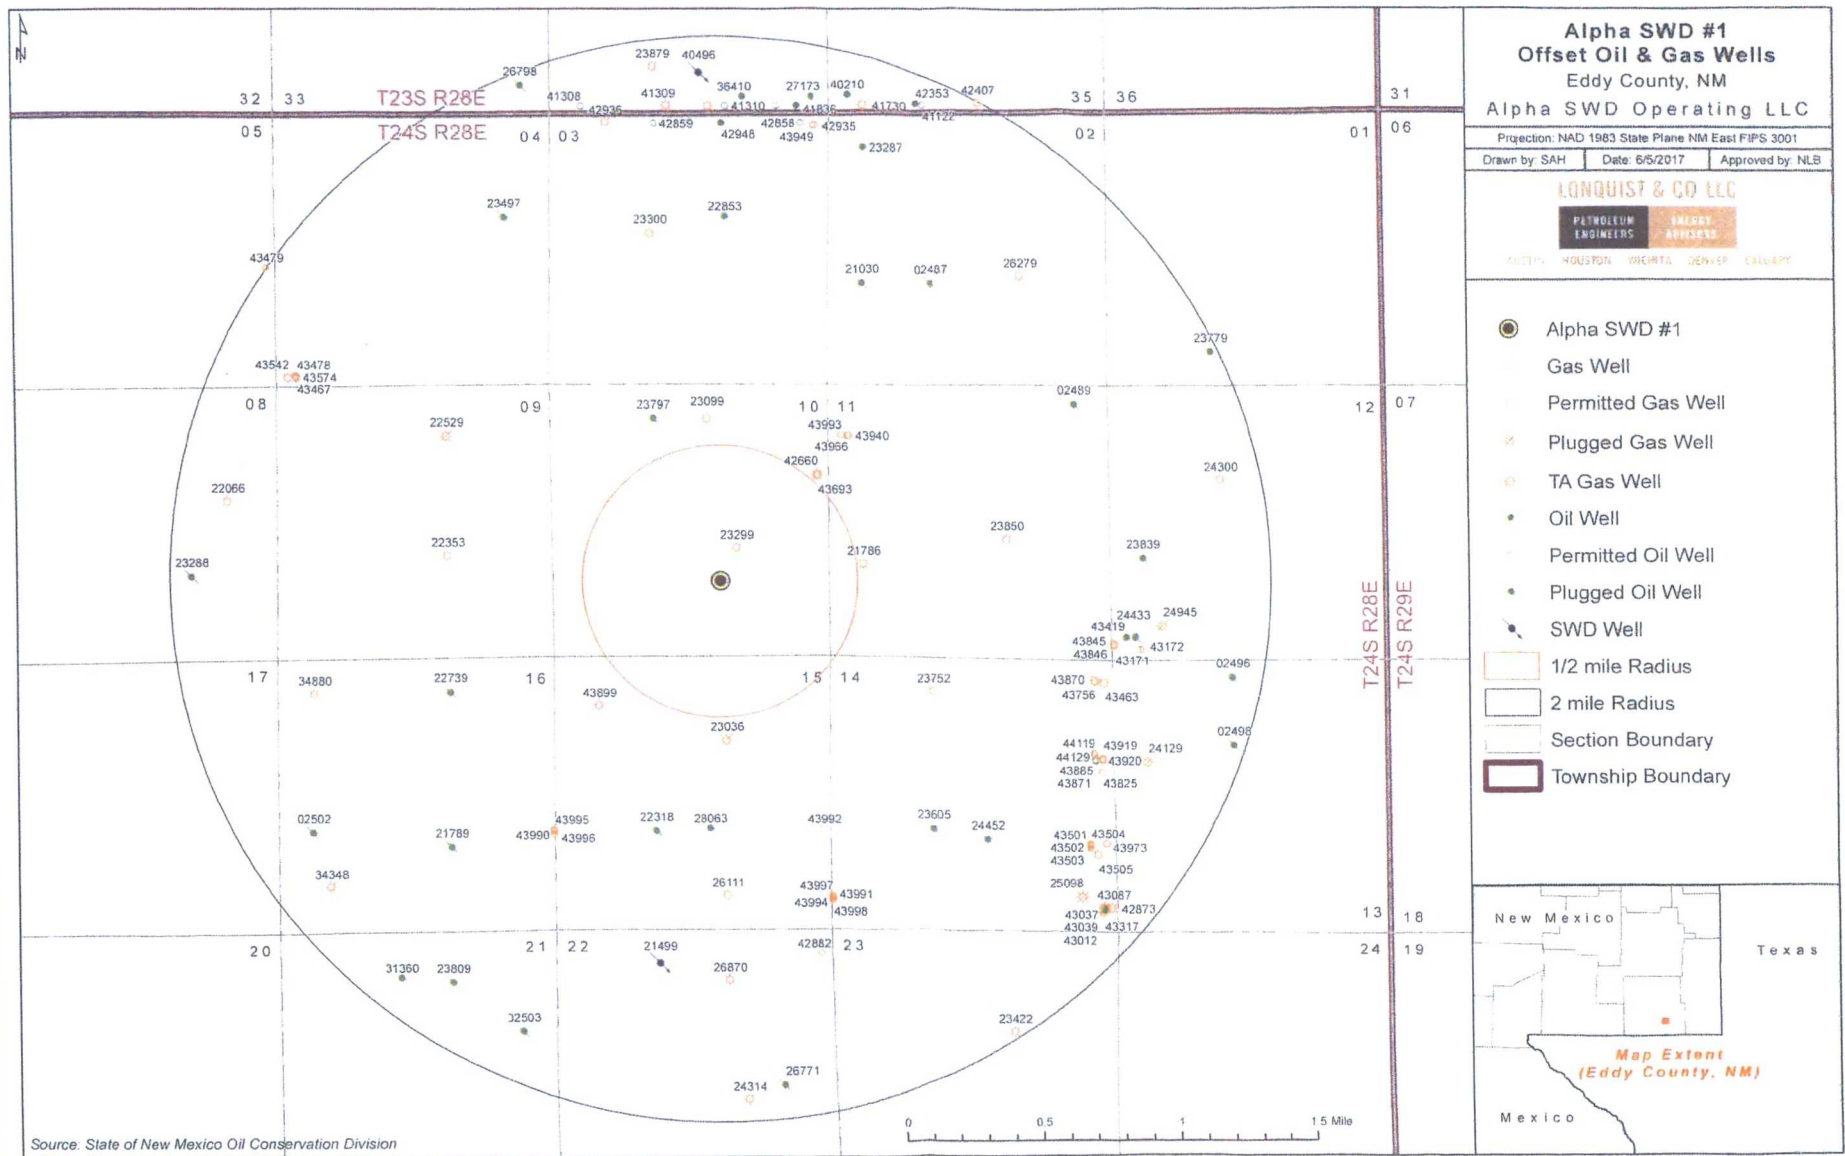 Alpha SWD #1
Offset Oil & Gas Wells
Eddy County, NM
Alpha SWD Operating LLC
Projection: NAD 1983 State Plane NM East FIPS 3001
Drawn by: SAH
Date: 6/5/2017
Approved by: NLB
LONQUIST & CO LLC
PETROLEUM ENGINEERS
ENERGY ADVISORS
AUSTIN HOUSTON WICHITA DENVER CALGARY
Alpha SWD #1
Gas Well
Permitted Gas Well
Plugged Gas Well
TA Gas Well
Oil Well
Permitted Oil Well
Plugged Oil Well
SWD Well
1/2 mile Radius
2 mile Radius
Section Boundary
Township Boundary
New Mexico
Texas
Map Extent
(Eddy County, NM)
Mexico
N
23879 40496
26798 36410 27173 40210
32 33 T23S R28E 41308 41309 41310 41836 41730 42353 42407 35 36 31
41122
05 T24S R28E 04 03 42936 42859 42948 42858 43949 42935 02 01 06
23287
23497 23300 22853
43479 21030 02487 26279
23779
43542 43478
43574
43467
08 09 23797 23099 10 11 02489 12 07
22529 43993 43940
43966
42660
43693
22066 24300
22353 23299 21786 23850 23839
23288
T24S R28E
T24S R29E
24433 24945
43419
43845 43172
43846 43171
17 34880 22739 16 43899 15 14 23752 43870 02496
43756 43463
23036 02498
44119 43919 24129
44129 43920
43885
43871 43825
02502 21789 43995 22318 28063 43992 23605 24452
43990 43996
43501 43504
43502 43973
43503
43505
34348 26111 43997 43991 25098 43087
43994 43998 43037 42873
43039 43317
43012
13 18
20 21 22 21499 42882 23 24 19
31360 23809 26870
02503 23422
24314 26771
0 0.5 1 1.5 Mile
Source: State of New Mexico Oil Conservation Division